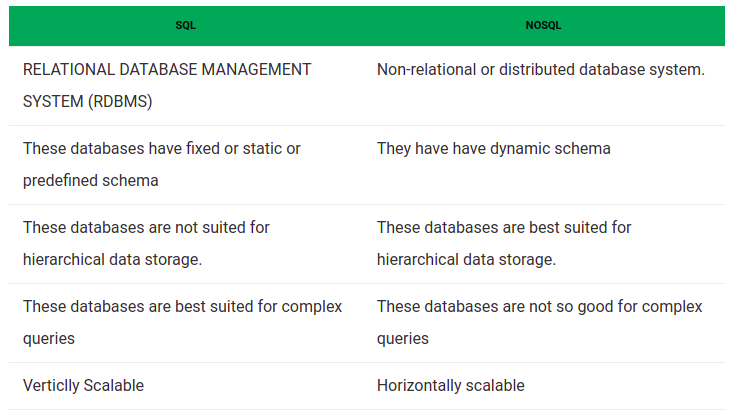 SQL
NOSQL
RELATIONAL DATABASE MANAGEMENT
SYSTEM (RDBMS)
Non-relational or distributed database system.
These databases have fixed or static or
predefined schema
They have have dynamic schema
These databases are not suited for
hierarchical data storage.
These databases are best suited for
hierarchical data storage.
These databases are best suited for complex
queries
These databases are not so good for complex
queries
Verticlly Scalable
Horizontally scalable